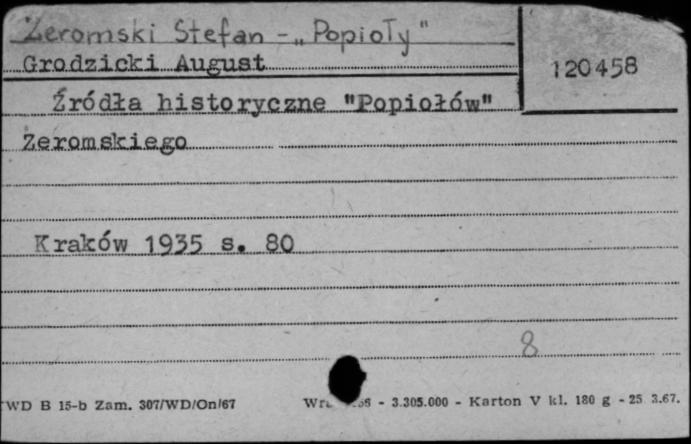 Żeromski Stefan - „Popioły"
Grodzicki August
120458
Źródła historyczne "Popiołów"
Żeromskiego
Kraków 1935 s. 80
8
WD B 15-b Zam. 307/WD/On/67
- 3.305.000 - Karton V kl. 180 g - 25 3.67.